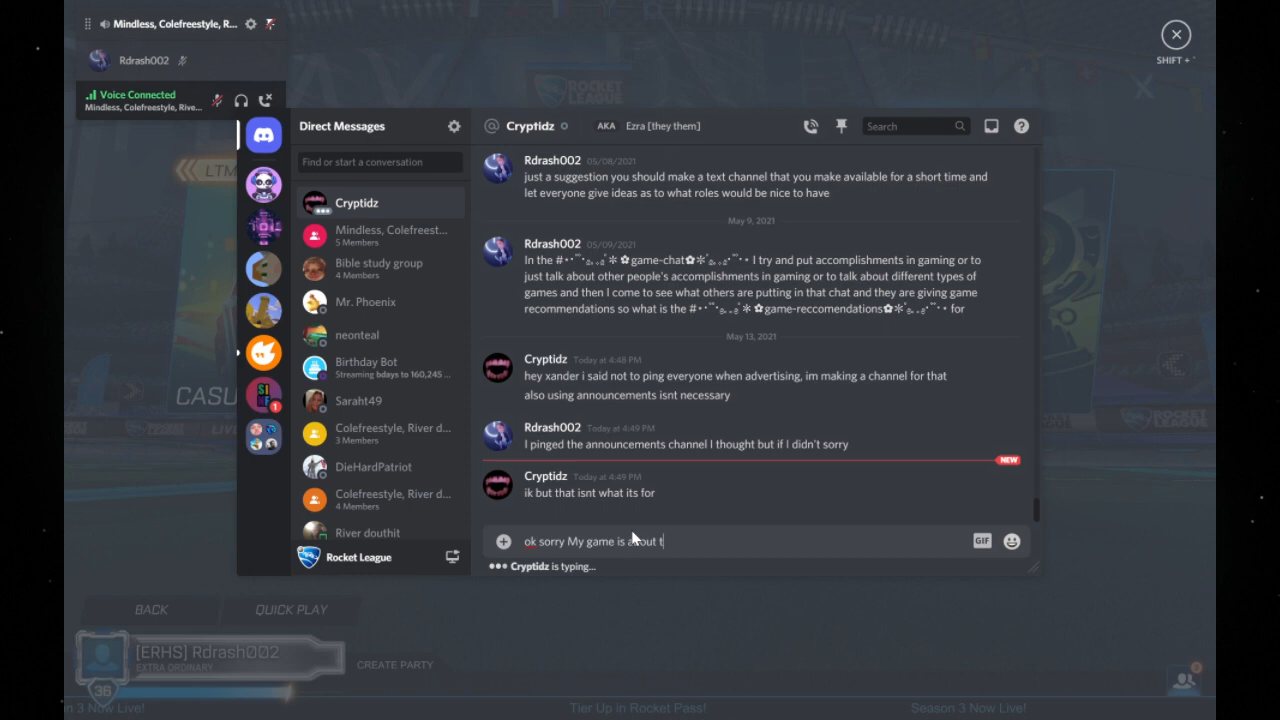 Mindless, Colefreestyle, R...
SHIFT + `
Rdrash002
Voice Connected
Mindless, Colefreestyle, Rive...
ROCKET
LEAGUE
Direct Messages
@ Cryptidz
AKA Ezra [they them]
Search
Find or start a conversation
Cryptidz
Mindless, Colefreest...
5 Members
Bible study group
4 Members
Mr. Phoenix
neonteal
Birthday Bot
Streaming bdays to 160,245 ...
Saraht49
Colefreestyle, River d...
3 Members
DieHardPatriot
Colefreestyle, River d...
4 Members
River douthit
Rocket League
1
Rdrash002 05/08/2021
just a suggestion you should make a text channel that you make available for a short time and
let everyone give ideas as to what roles would be nice to have
May 9, 2021
Rdrash002 05/09/2021
In the # game-chat I try and put accomplishments in gaming or to
just talk about other people's accomplishments in gaming or to talk about different types of
games and then I come to see what others are putting in that chat and they are giving game
recommendations so what is the # game-reccomendations for
May 13, 2021
Cryptidz Today at 4:48 PM
hey xander i said not to ping everyone when advertising, im making a channel for that
also using announcements isnt necessary
Rdrash002 Today at 4:49 PM
I pinged the announcements channel I thought but if I didn't sorry
NEW
Cryptidz Today at 4:49 PM
ik but that isnt what its for
ok sorry My game is about t
GIF
Cryptidz is typing...
LTM
CASU
BACK
QUICK PLAY
[ERHS] Rdrash002
EXTRA ORDINARY
36
CREATE PARTY
n 3 Now Live!
Tier Up in Rocket Pass!
Season 3 Now Live!